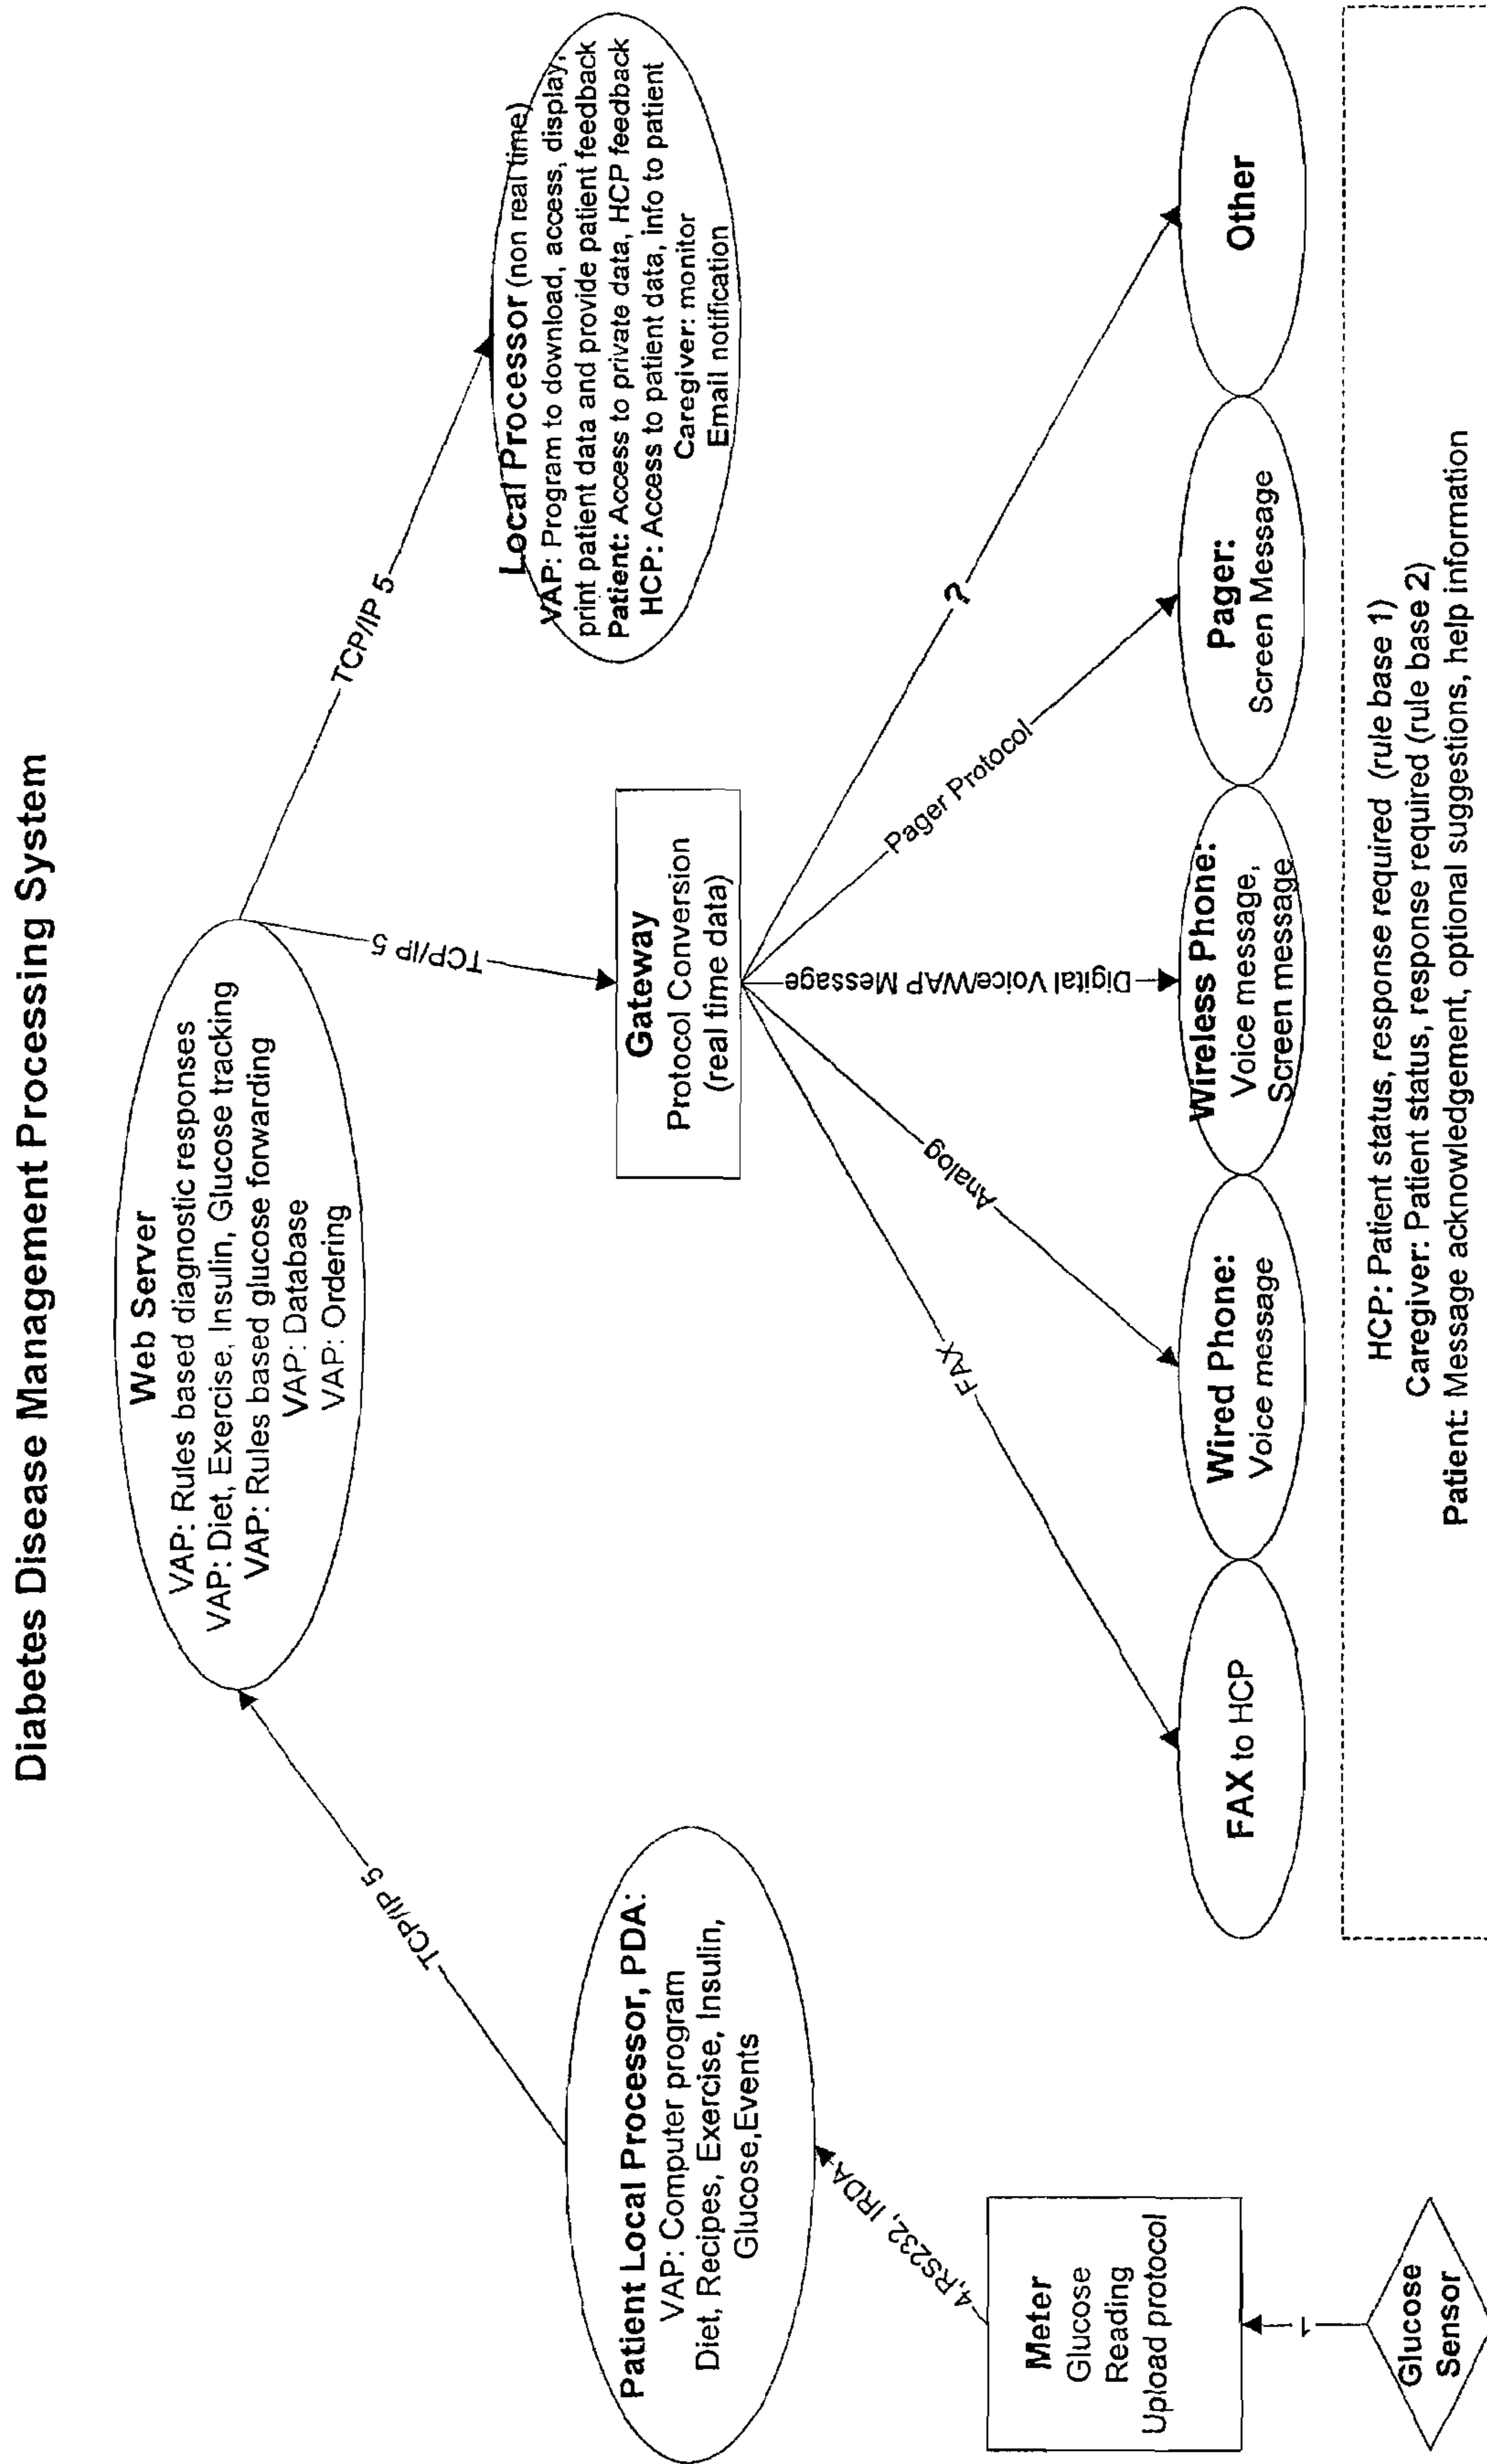 Diabetes Disease Management Processing System
Web Server
VAP: Rules based diagnostic responses
VAP: Diet, Exercise, Insulin, Glucose tracking
VAP: Rules based glucose forwarding
VAP: Database
VAP: Ordering
TCP/IP 5
TCP/IP 5
TCP/IP 5
Patient Local Processor, PDA:
VAP: Computer program
Diet, Recipes, Exercise, Insulin,
Glucose,Events
Local Processor (non real time)
VAP: Program to download, access, display,
print patient data and provide patient feedback
Patient: Access to private data, HCP feedback
HCP: Access to patient data, info to patient
Caregiver: monitor
Email notification
Gateway
Protocol Conversion
(real time data)
4,RS232, IRDA
FAX
Analog
Digital Voice/WAP Message
Pager Protocol
?
Meter
Glucose
Reading
Upload protocol
1
Glucose
Sensor
FAX to HCP
Wired Phone:
Voice message
Wireless Phone:
Voice message,
Screen message
Pager:
Screen Message
Other
HCP: Patient status, response required (rule base 1)
Caregiver: Patient status, response required (rule base 2)
Patient: Message acknowledgement, optional suggestions, help information